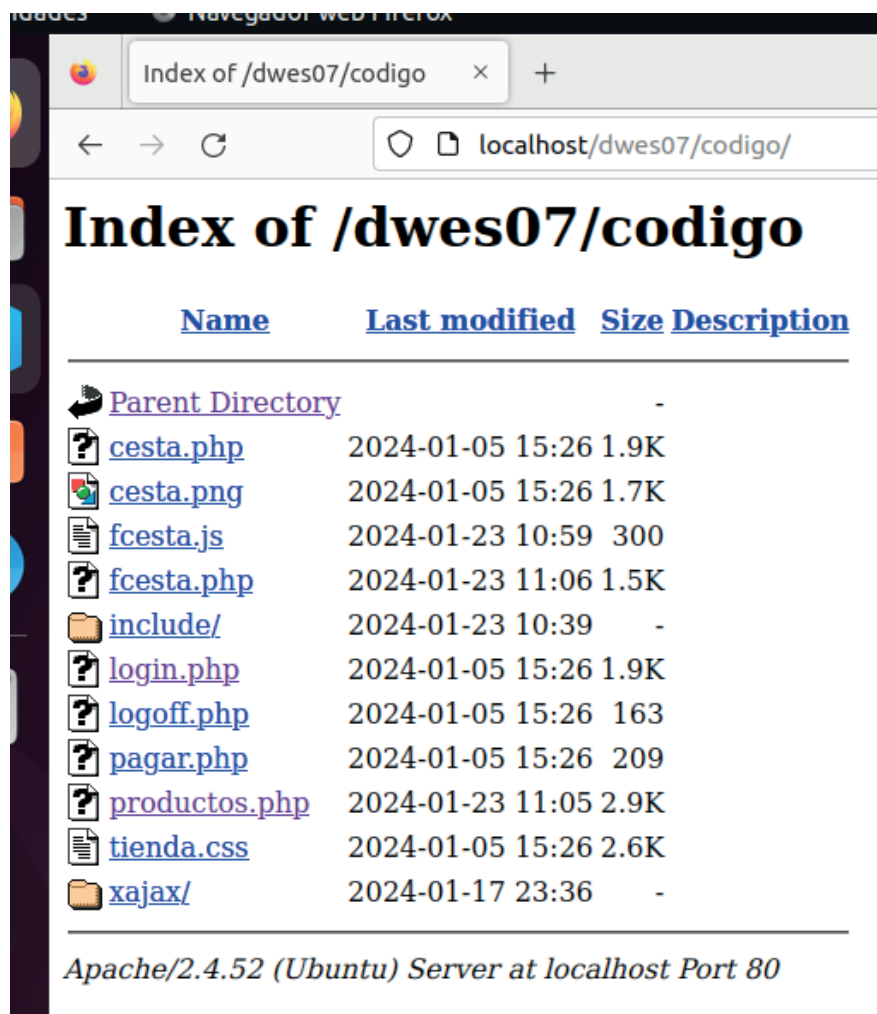 Navegador web Firefox
Index of /dwes07/codigo
localhost/dwes07/codigo/
Index of /dwes07/codigo
Name Last modified Size Description
Parent Directory -
cesta.php 2024-01-05 15:26 1.9K
cesta.png 2024-01-05 15:26 1.7K
fcesta.js 2024-01-23 10:59 300
fcesta.php 2024-01-23 11:06 1.5K
include/ 2024-01-23 10:39 -
login.php 2024-01-05 15:26 1.9K
logoff.php 2024-01-05 15:26 163
pagar.php 2024-01-05 15:26 209
productos.php 2024-01-23 11:05 2.9K
tienda.css 2024-01-05 15:26 2.6K
xajax/ 2024-01-17 23:36 -
Apache/2.4.52 (Ubuntu) Server at localhost Port 80